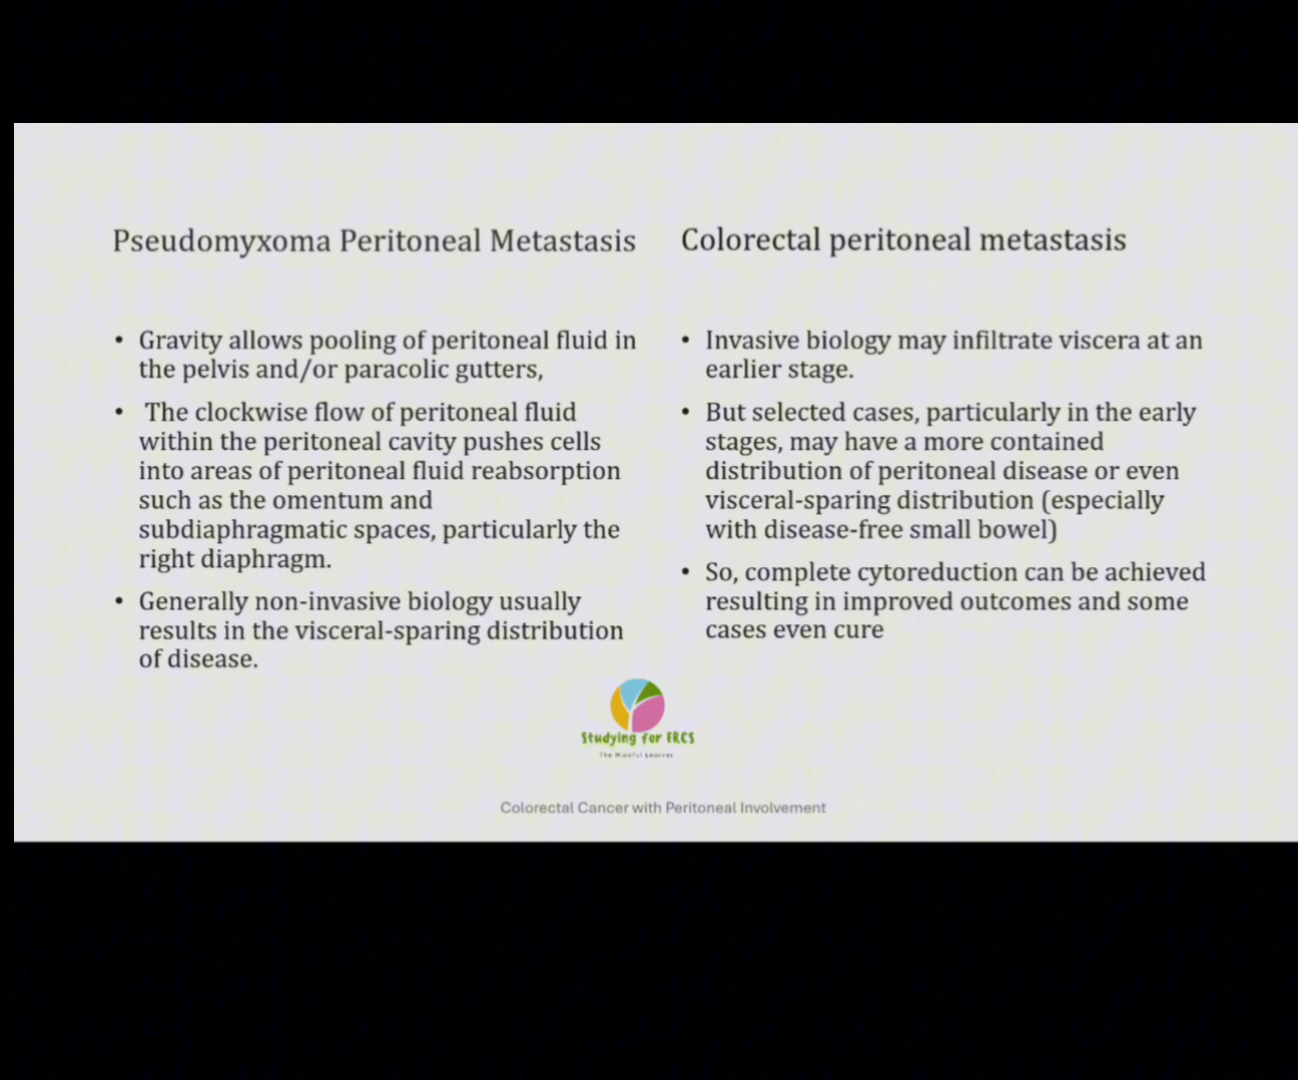 Pseudomyxoma Peritoneal Metastasis
• Gravity allows pooling of peritoneal fluid in
the pelvis and/or paracolic gutters,
• The clockwise flow of peritoneal fluid
within the peritoneal cavity pushes cells
into areas of peritoneal fluid reabsorption
such as the omentum and
subdiaphragmatic spaces, particularly the
right diaphragm.
• Generally non-invasive biology usually
results in the visceral-sparing distribution
of disease.
Colorectal peritoneal metastasis
• Invasive biology may infiltrate viscera at an
earlier stage.
• But selected cases, particularly in the early
stages, may have a more contained
distribution of peritoneal disease or even
visceral-sparing distribution (especially
with disease-free small bowel)
• So, complete cytoreduction can be achieved
resulting in improved outcomes and some
cases even cure
Studying for FRCS
The Mindful Learner
Colorectal Cancer with Peritoneal Involvement